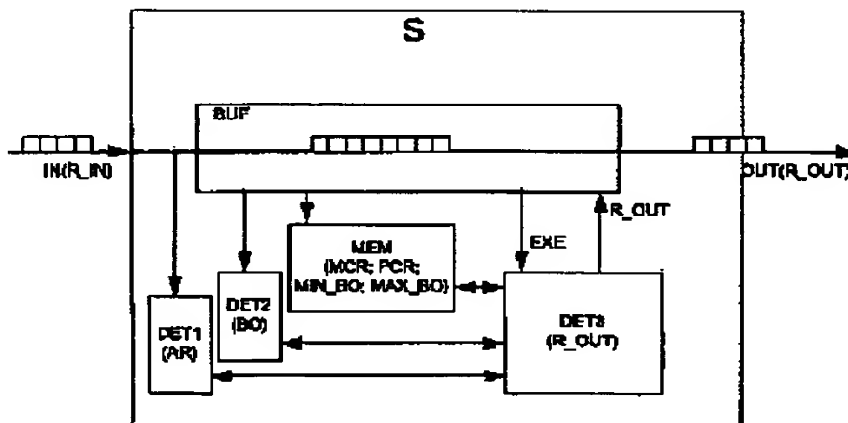 S
BUF
IN(R_IN)
OUT(R_OUT)
R_OUT
EXE
MEM
(MCR; PCR;
MIN_BO; MAX_BO)
DET2
(BO)
DET1
(AR)
DET3
(R_OUT)